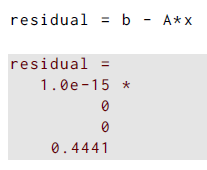 residual = b - A*x
residual =
1.0e-15 *
0
0
0.4441